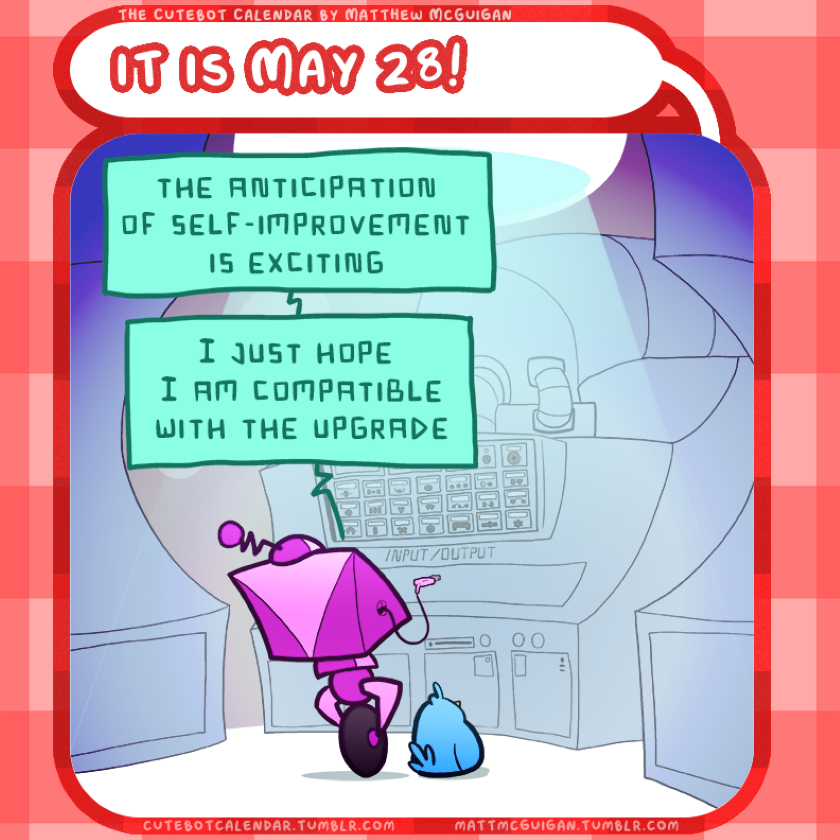 THE CUTEBOT CALENDAR BY MATTHEW MCGUIGAN
IT IS MAY 28!
THE ANTICIPATION
OF SELF-IMPROVEMENT
IS EXCITING
I JUST HOPE
I AM COMPATIBLE
WITH THE UPGRADE
INPUT/OUTPUT
CUTEBOTCALENDAR.TUMBLR.COM
MATTMCGUIGAN.TUMBLR.COM